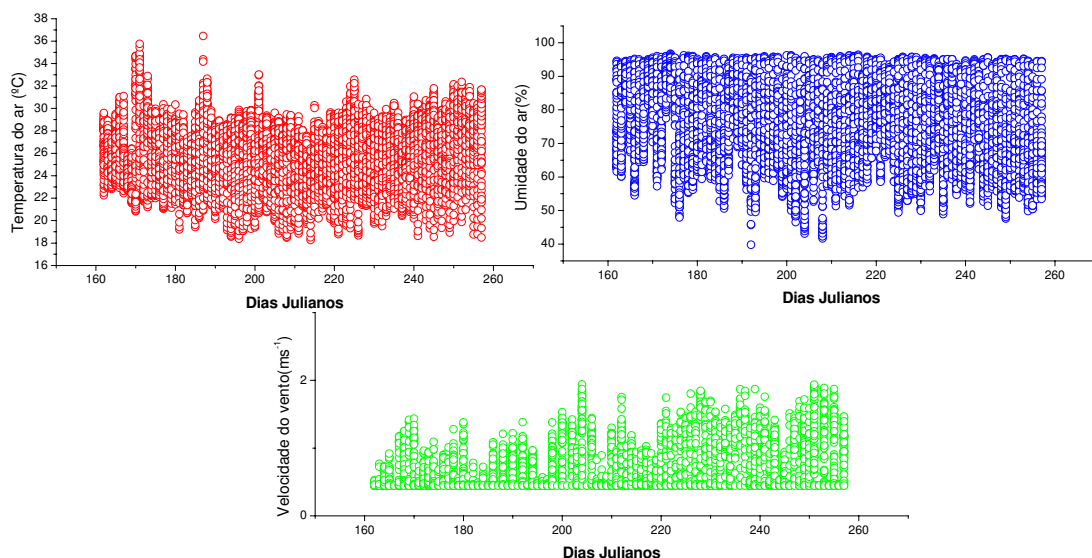 Temperatura do ar (ºC)
38
36
34
32
30
28
26
24
22
20
18
16
160 180 200 220 240 260
Dias Julianos
Umidade do ar(%)
100
90
80
70
60
50
40
160 180 200 220 240 260
Dias Julianos
Velocidade do vento(ms⁻¹)
2
0
160 180 200 220 240 260
Dias Julianos